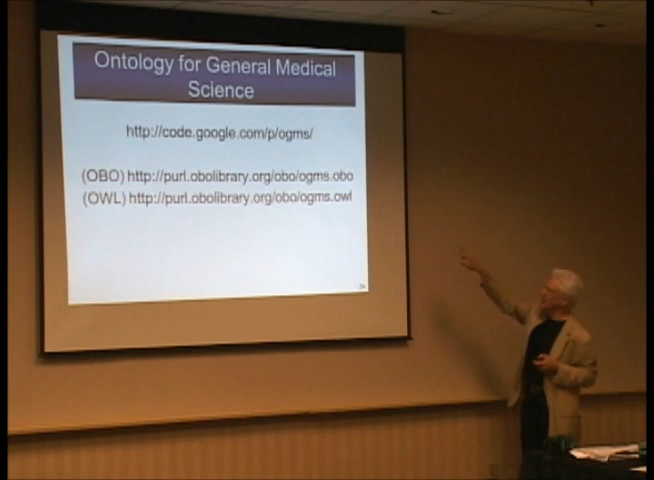 Ontology for General Medical
Science
http://code.google.com/p/ogms/
(OBO) http://purl.obolibrary.org/obo/ogms.obo
(OWL) http://purl.obolibrary.org/obo/ogms.owl